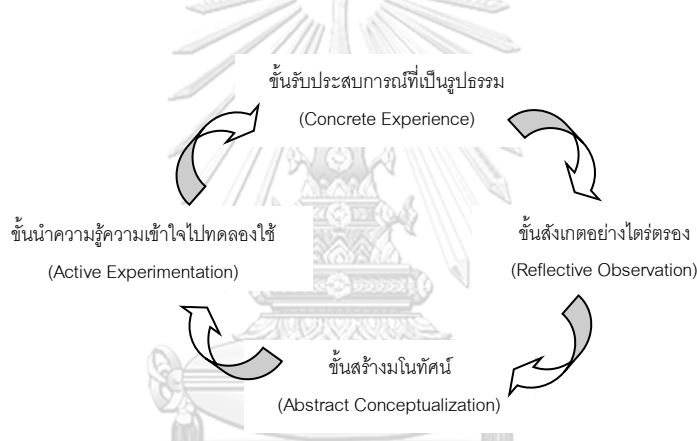 ขั้นรับประสบการณ์ที่เป็นรูปธรรม
(Concrete Experience)
ขั้นนำความรู้ความเข้าใจไปทดลองใช้
(Active Experimentation)
ขั้นสังเกตอย่างไตร่ตรอง
(Reflective Observation)
ขั้นสร้างมโนทัศน์
(Abstract Conceptualization)